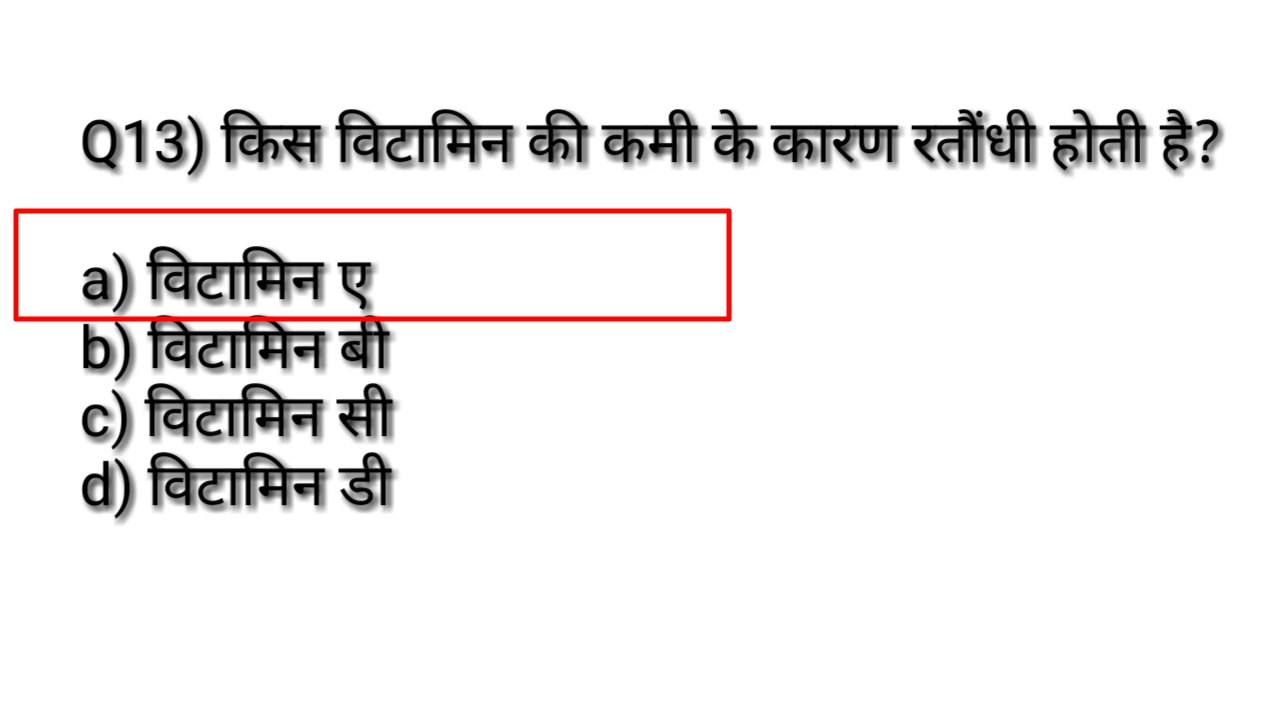 Q13) किस विटामिन की कमी के कारण रतौंधी होती है?
a) विटामिन ए
b) विटामिन बी
c) विटामिन सी
d) विटामिन डी